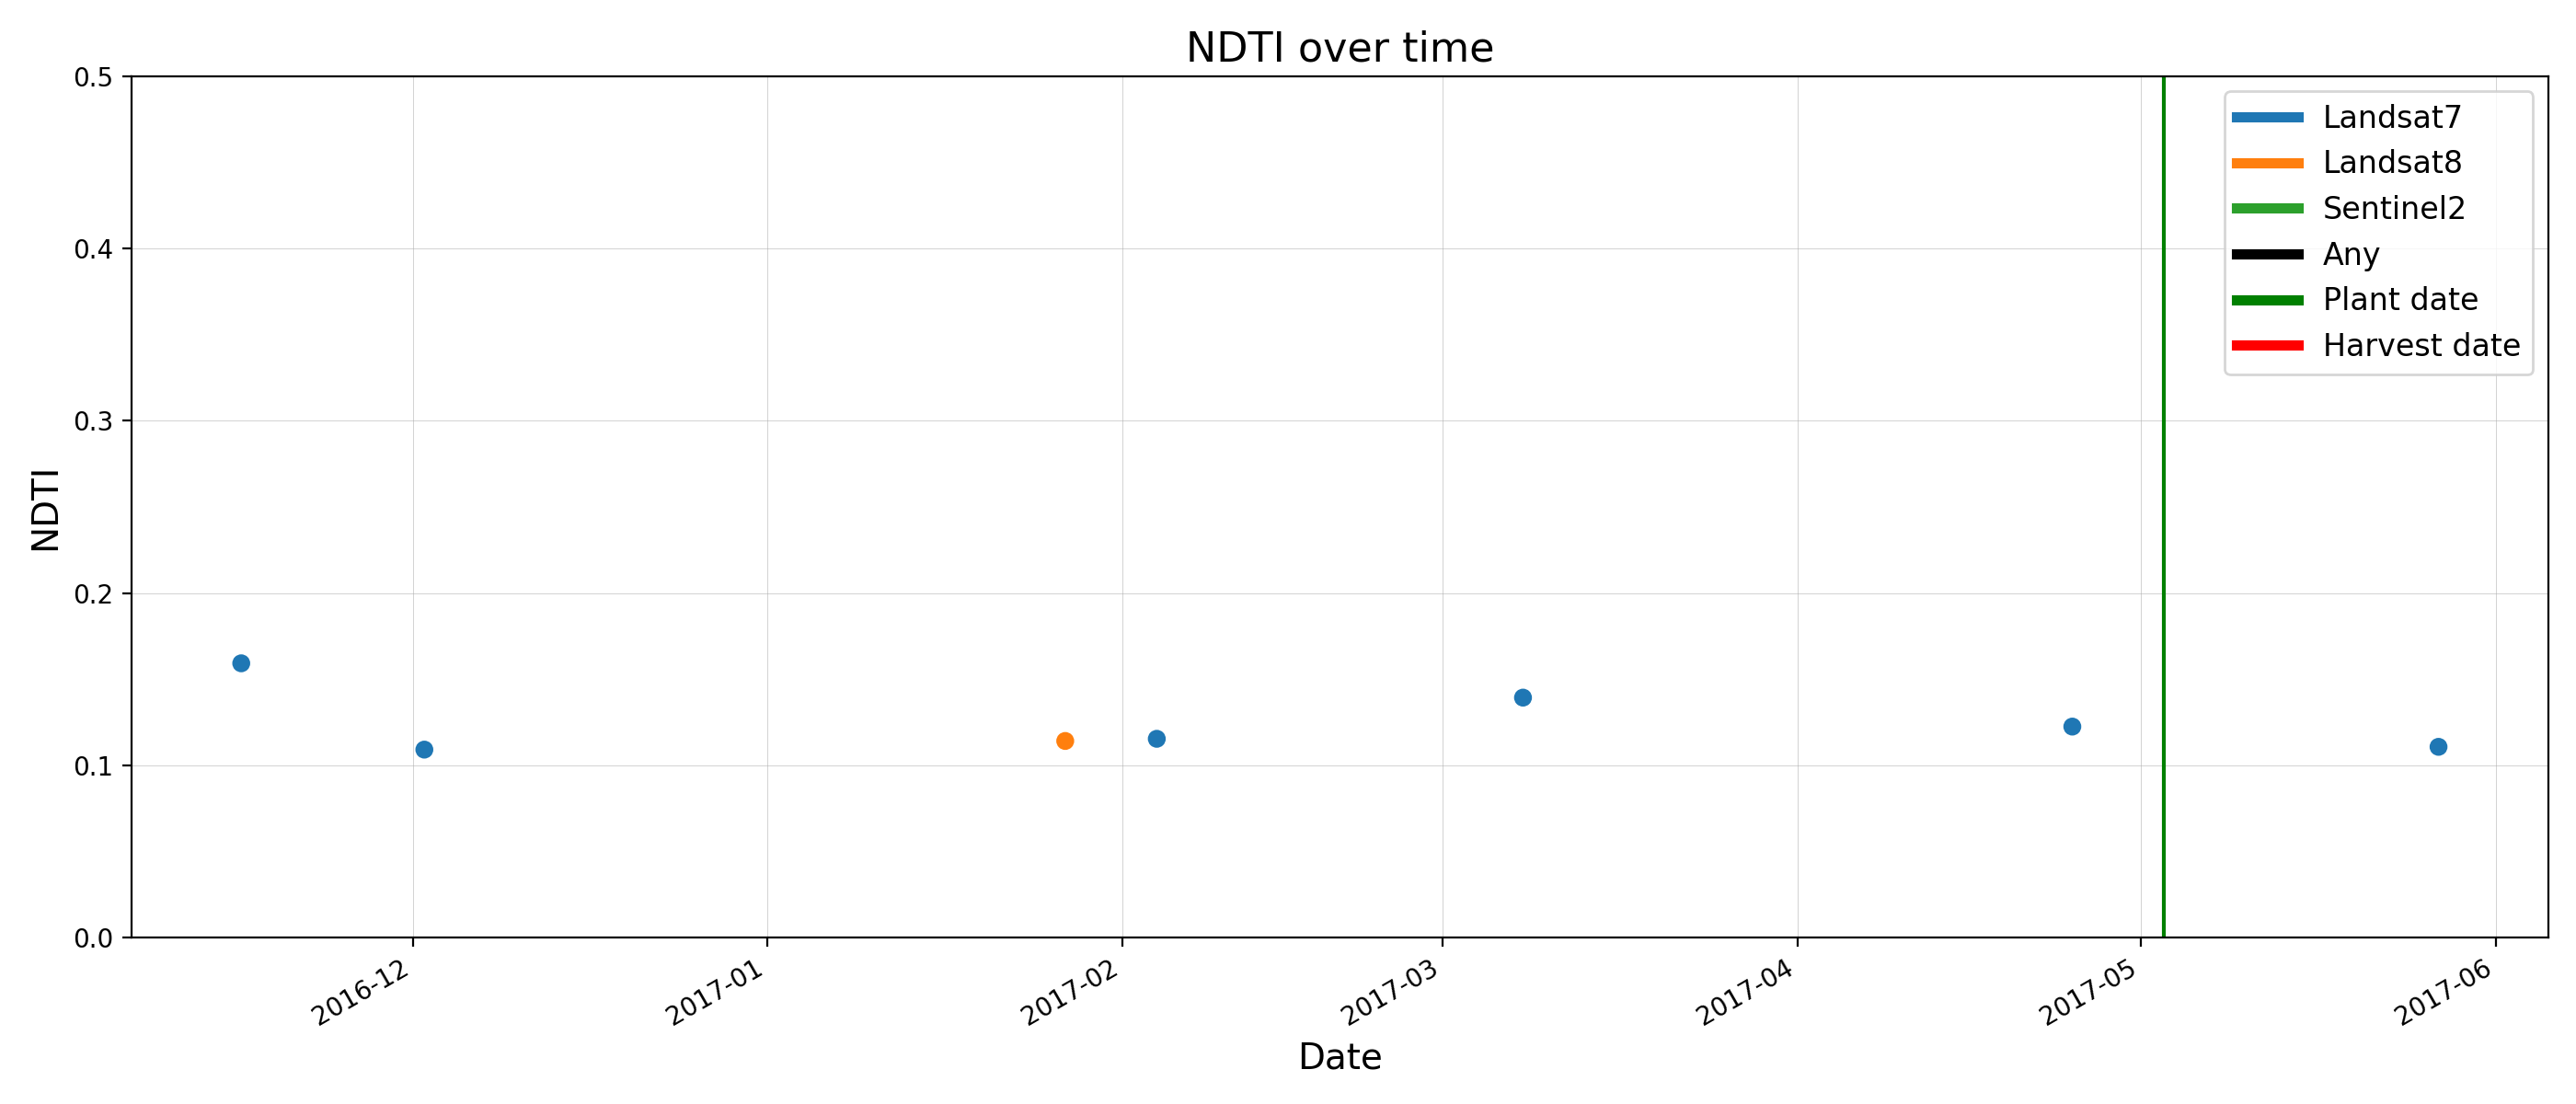 NDTI over time
0.5
0.4
0.3
0.2
0.1
0.0
NDTI
Landsat7
Landsat8
Sentinel2
Any
Plant date
Harvest date
2016-12
2017-01
2017-02
2017-03
2017-04
2017-05
2017-06
Date